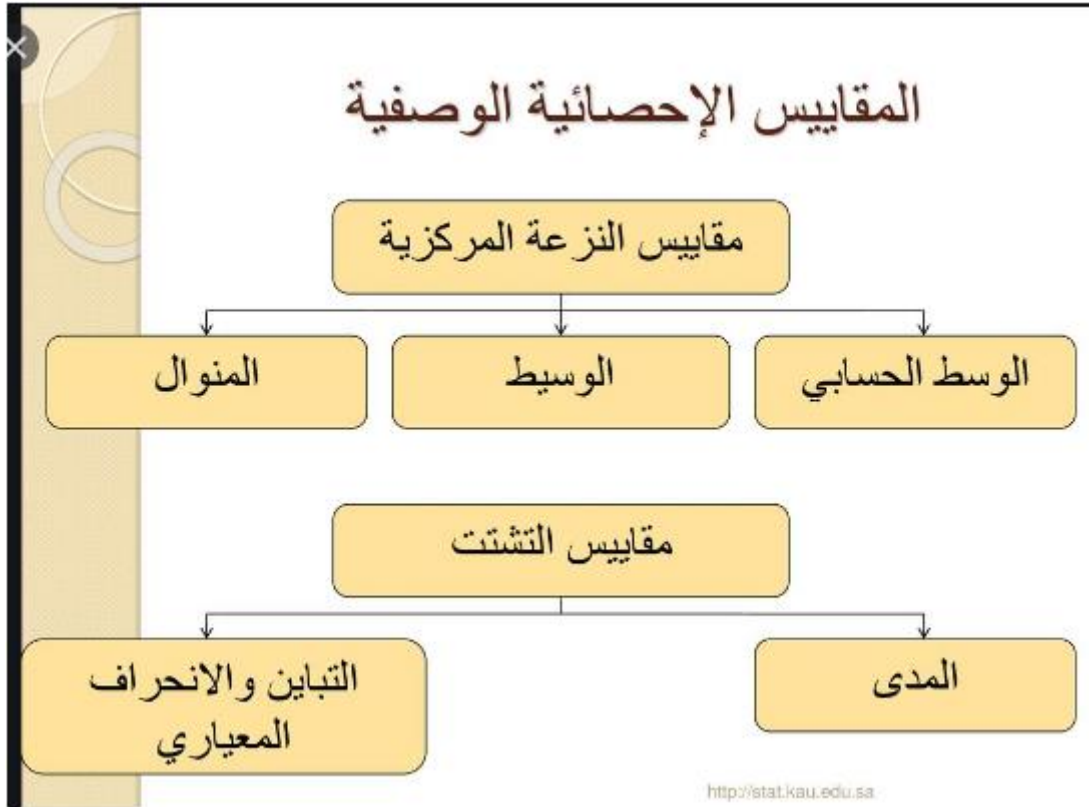 المقاييس الإحصائية الوصفية
مقاييس النزعة المركزية
الوسط الحسابي
الوسيط
المنوال
مقاييس التشتت
المدى
التباين والانحراف
المعياري
http://stat.kau.edu.sa